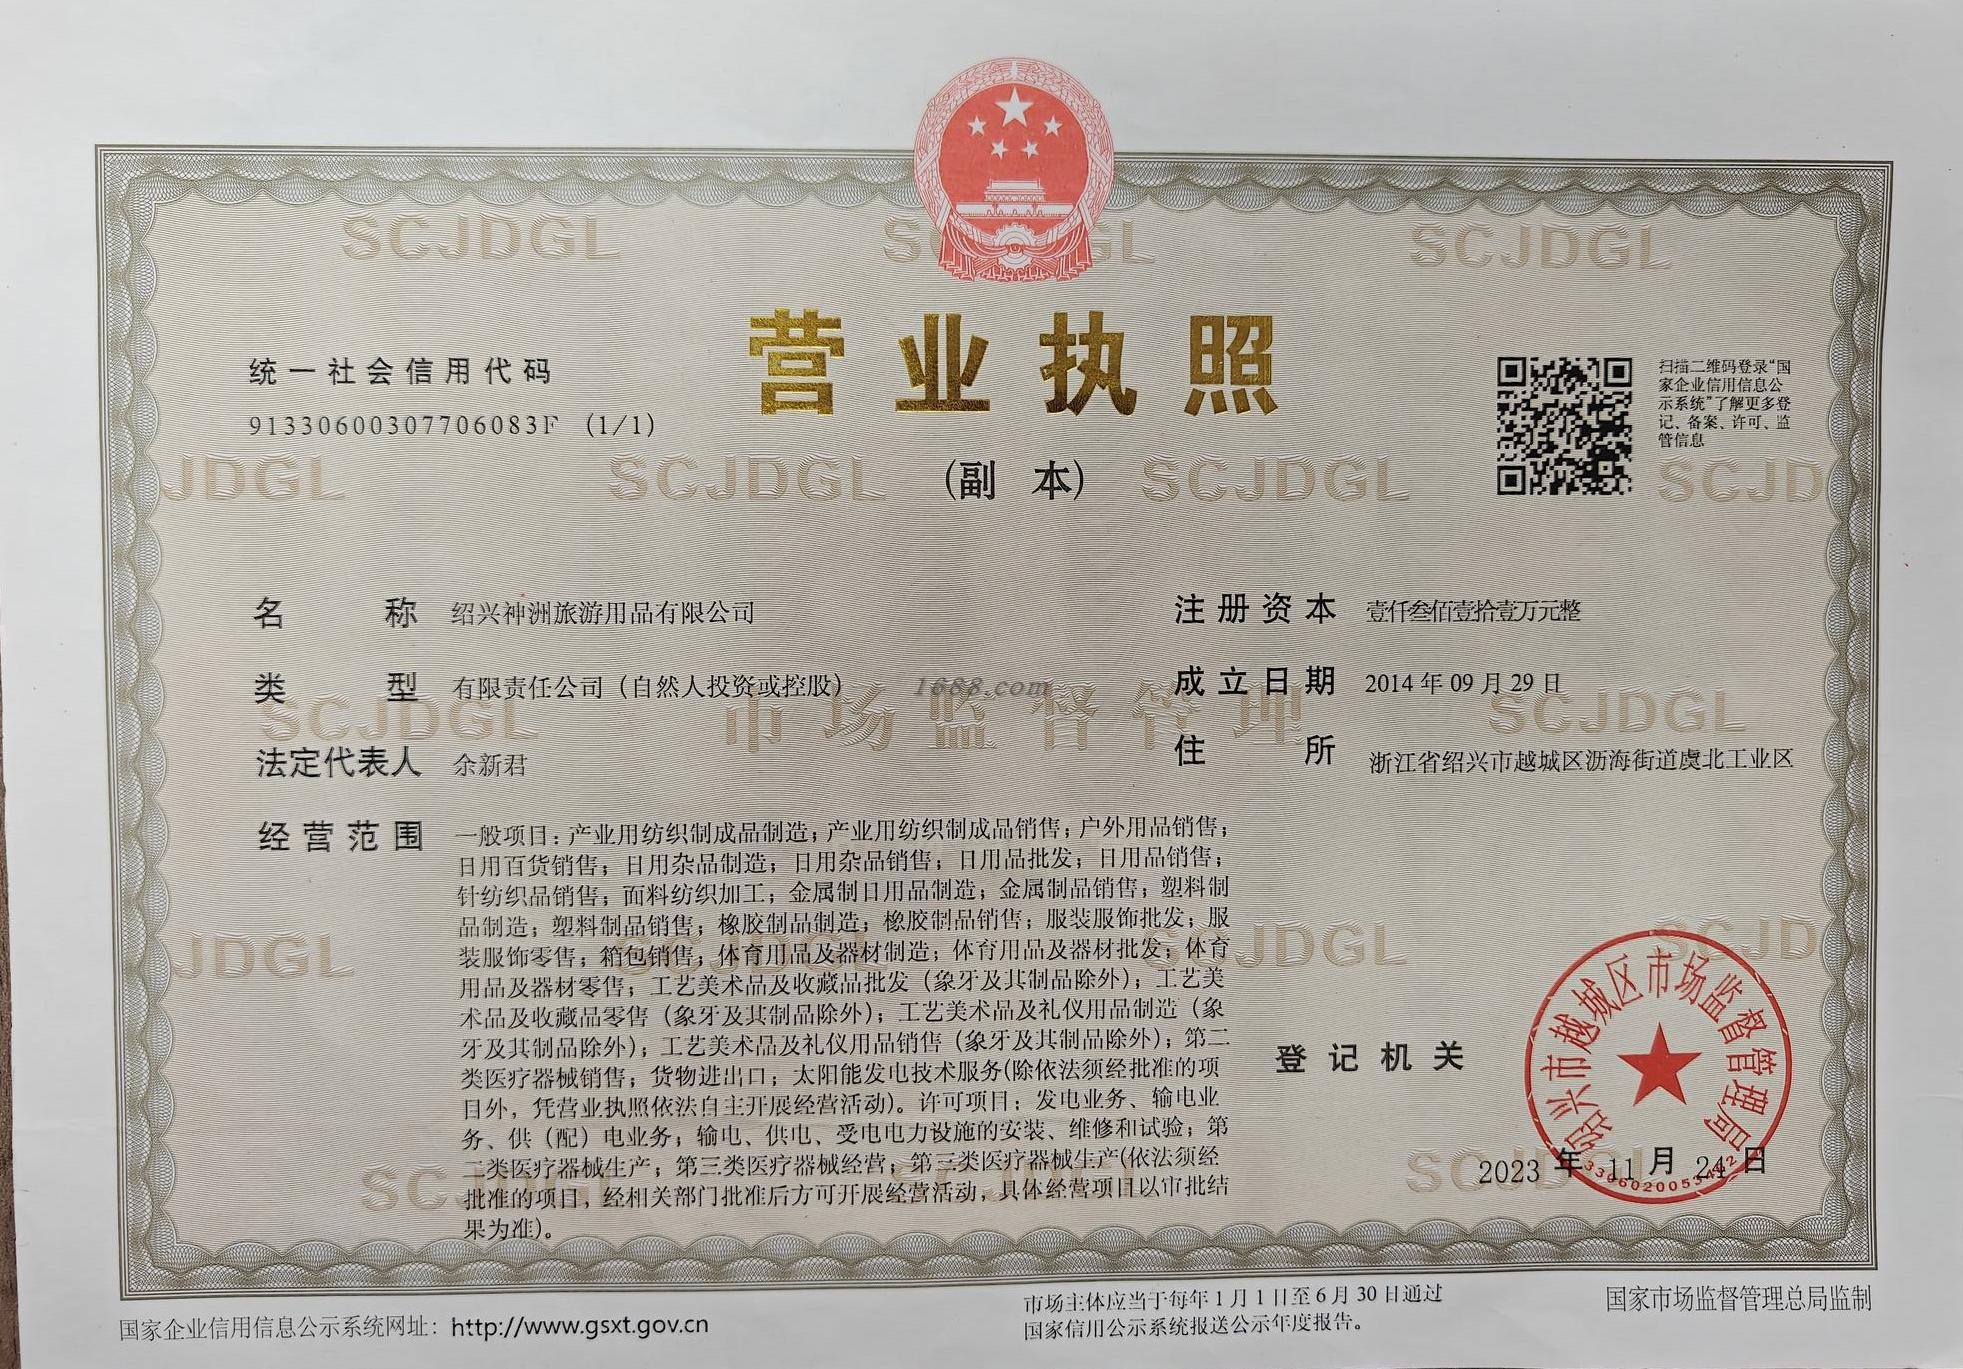 SCJDGL SCJDGL SCJDGL
营业执照
(副 本)
统一社会信用代码
91330600307706083F (1/1)
扫描二维码登录“国
家企业信用信息公
示系统”了解更多登
记、备案、许可、监
管信息
JDGL SCJDGL SCJDGL SCJD
名 称 绍兴神洲旅游用品有限公司
注册资本 壹仟叁佰壹拾壹万元整
类 型 有限责任公司（自然人投资或控股）
1688.com
成立日期 2014 年 09 月 29 日
SCJDGL 市场监督管理 SCJDGL
法定代表人 余新君
住 所 浙江省绍兴市越城区沥海街道虞北工业区
经营范围 一般项目：产业用纺织制成品制造；产业用纺织制成品销售；户外用品销售；
日用百货销售；日用杂品制造；日用杂品销售；日用品批发；日用品销售；
针纺织品销售；面料纺织加工；金属制日用品制造；金属制品销售；塑料制
品制造；塑料制品销售；橡胶制品制造；橡胶制品销售；服装服饰批发；服
装服饰零售；箱包销售；体育用品及器材制造；体育用品及器材批发；体育
用品及器材零售；工艺美术品及收藏品批发（象牙及其制品除外）；工艺美
术品及收藏品零售（象牙及其制品除外）；工艺美术品及礼仪用品制造（象
牙及其制品除外）；工艺美术品及礼仪用品销售（象牙及其制品除外）；第二
类医疗器械销售；货物进出口；太阳能发电技术服务(除依法须经批准的项
目外，凭营业执照依法自主开展经营活动)。许可项目：发电业务、输电业
务、供（配）电业务；输电、供电、受电电力设施的安装、维修和试验；第
二类医疗器械生产；第三类医疗器械经营；第三类医疗器械生产(依法须经
批准的项目，经相关部门批准后方可开展经营活动，具体经营项目以审批结
果为准)。
JDGL SCJDGL SCJDGL SCJD
SCJDGL SCJDGL SCJDGL
登记机关
绍兴市越城区市场监督管理局
2023 年 11 月 24 日
国家企业信用信息公示系统网址：http://www.gsxt.gov.cn
市场主体应当于每年 1 月 1 日至 6 月 30 日通过
国家信用公示系统报送公示年度报告。
国家市场监督管理总局监制